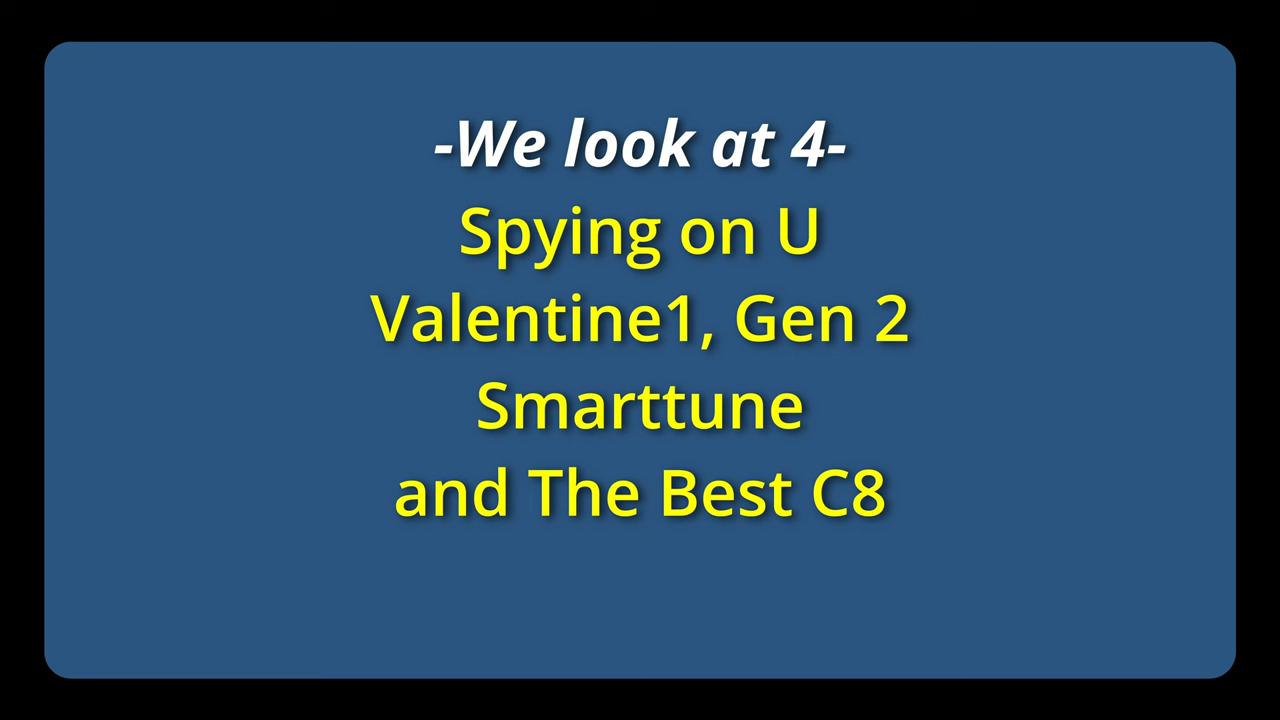 -We look at 4-
Spying on U
Valentine1, Gen 2
Smarttune
and The Best C8